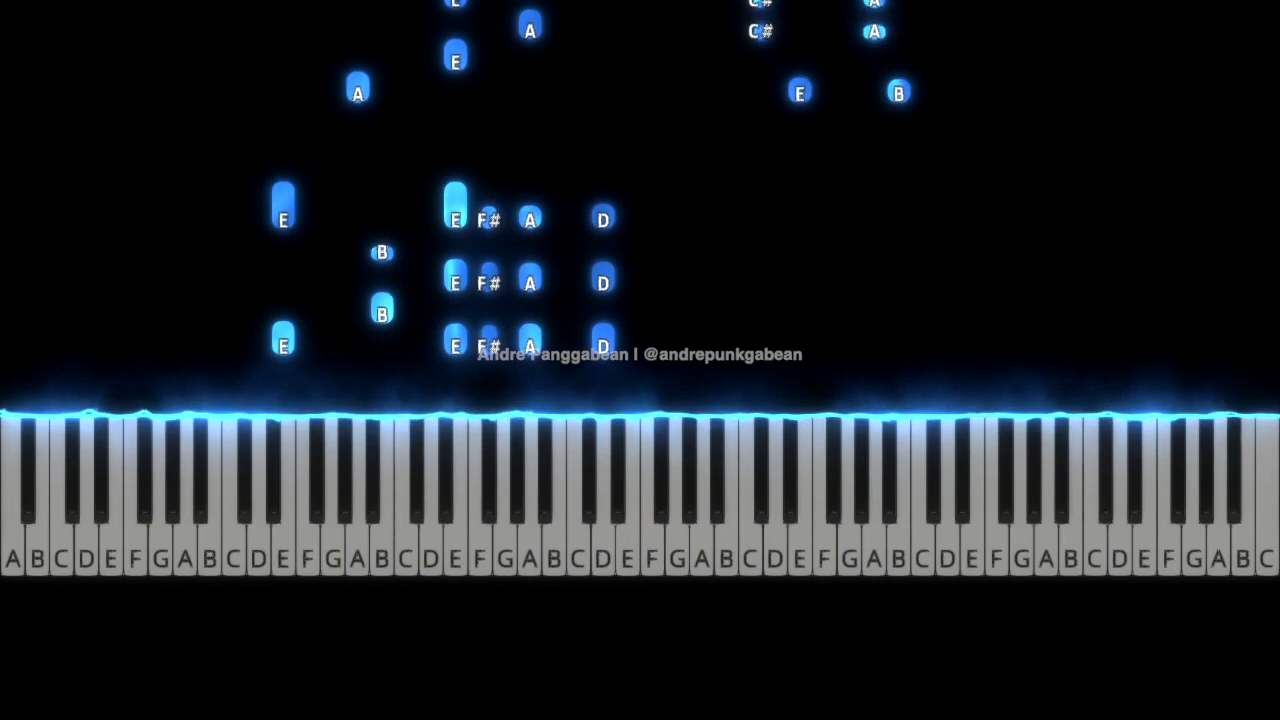 E C# A
A C# A
E
A E B
E E F# A D
B
E F# A D
B
E E F# A D
Andre Panggabean | @andrepunkgabean
A B C D E F G A B C D E F G A B C D E F G A B C D E F G A B C D E F G A B C D E F G A B C D E F G A B C